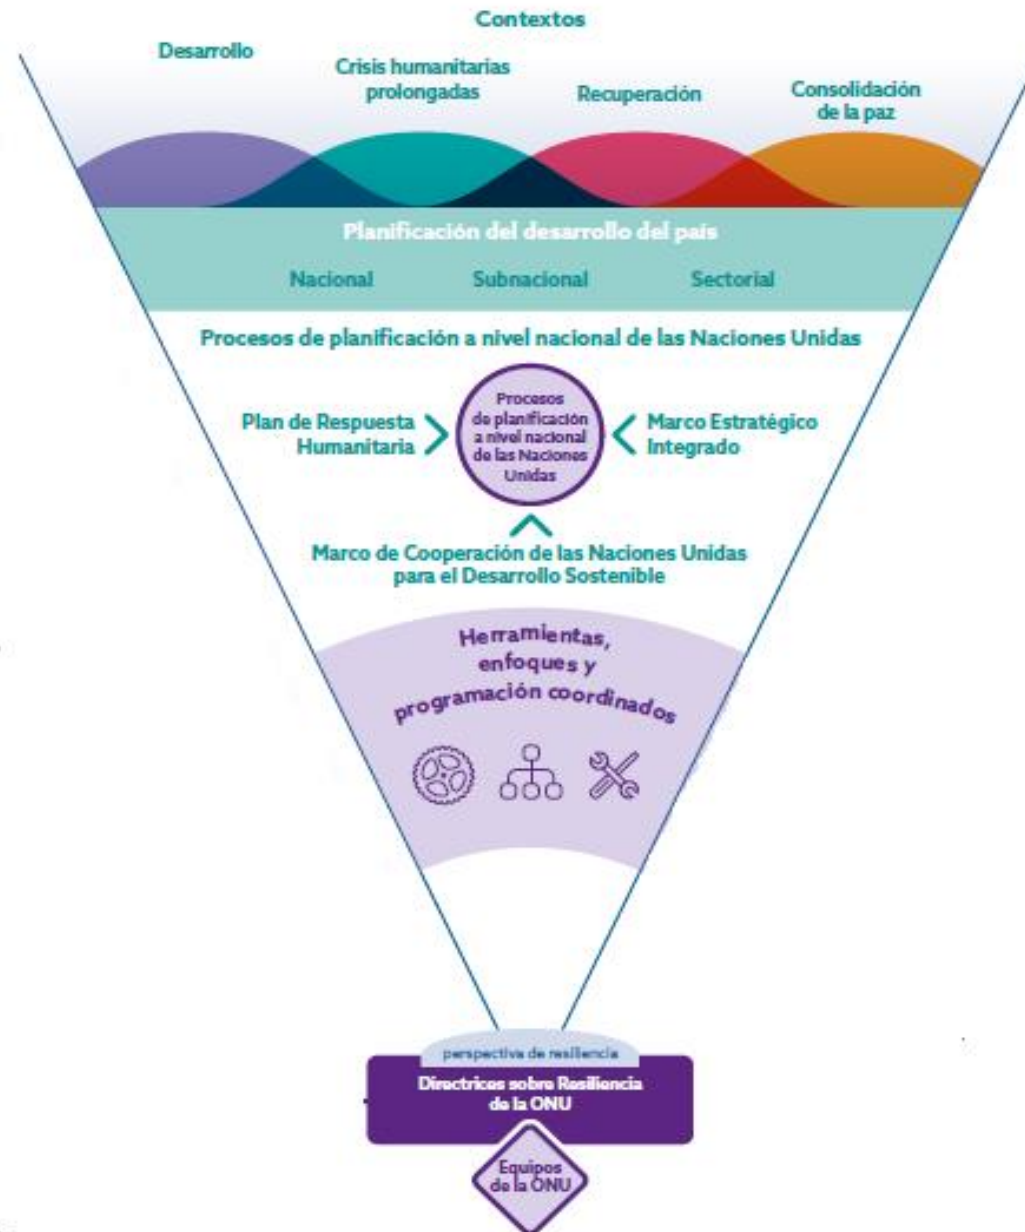 Contextos
Desarrollo
Crisis humanitarias
prolongadas
Recuperación
Consolidación
de la paz
Planificación del desarrollo del país
Nacional Subnacional Sectorial
Procesos de planificación a nivel nacional de las Naciones Unidas
Plan de Respuesta
Humanitaria
Procesos
de planificación
a nivel nacional
de las Naciones
Unidas
Marco Estratégico
Integrado
Marco de Cooperación de las Naciones Unidas
para el Desarrollo Sostenible
Herramientas,
enfoques y
programación coordinados
perspectiva de resiliencia
Directrices sobre Resiliencia
de la ONU
Equipos
de la ONU